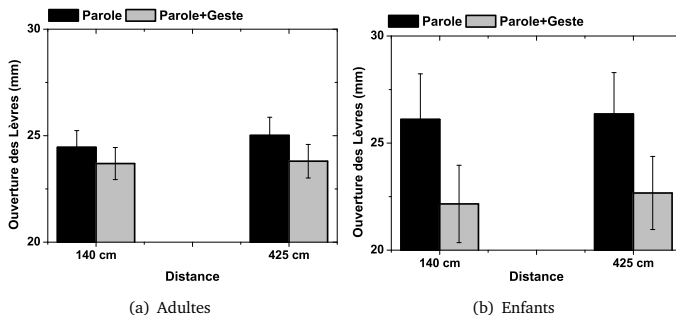 Parole Parole+Geste
30
25
20
Ouverture des Lèvres (mm)
140 cm 425 cm
Distance
(a) Adultes
Parole Parole+Geste
30
25
20
Ouverture des Lèvres (mm)
140 cm 425 cm
Distance
(b) Enfants